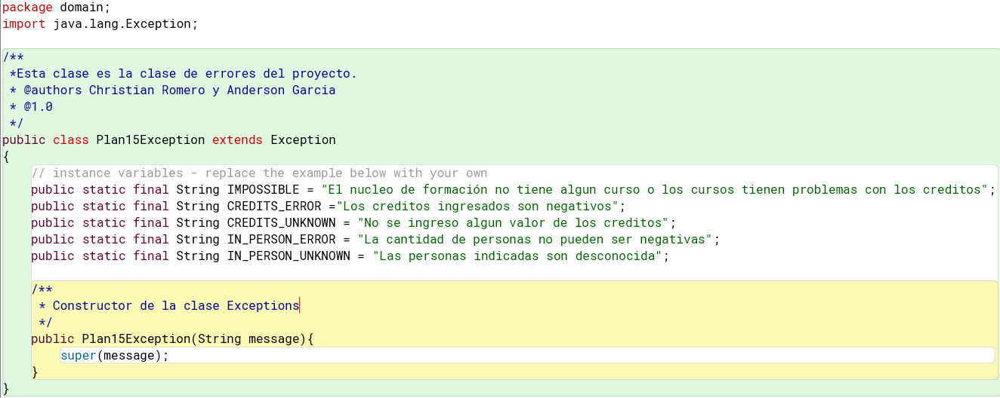 package domain;
import java.lang.Exception;
/**
 *Esta clase es la clase de errores del proyecto.
 * @authors Christian Romero y Anderson Garcia
 * @1.0
 */
public class Plan15Exception extends Exception
{
    // instance variables - replace the example below with your own
    public static final String IMPOSSIBLE = "El nucleo de formación no tiene algun curso o los cursos tienen problemas con los creditos";
    public static final String CREDITS_ERROR ="Los creditos ingresados son negativos";
    public static final String CREDITS_UNKNOWN = "No se ingreso algun valor de los creditos";
    public static final String IN_PERSON_ERROR = "La cantidad de personas no pueden ser negativas";
    public static final String IN_PERSON_UNKNOWN = "Las personas indicadas son desconocida";
    /**
     * Constructor de la clase Exceptions
     */
    public Plan15Exception(String message){
        super(message);
    }
}